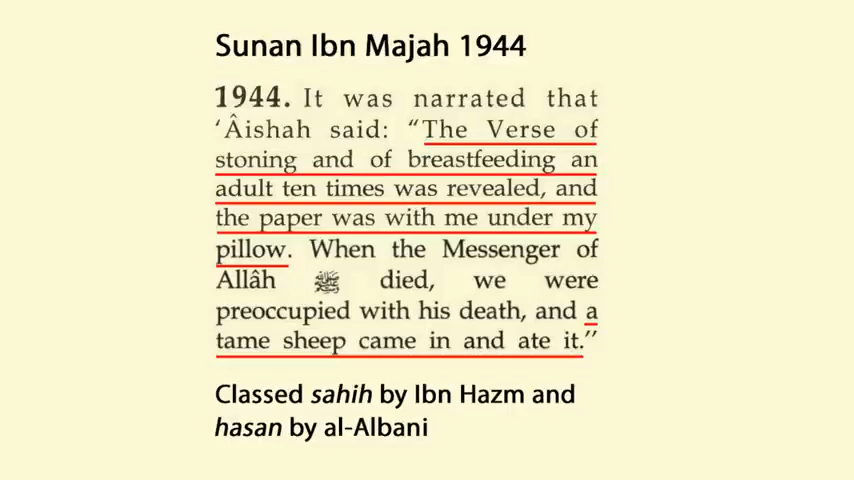 Sunan Ibn Majah 1944
1944. It was narrated that
‘Âishah said: “The Verse of
stoning and of breastfeeding an
adult ten times was revealed, and
the paper was with me under my
pillow. When the Messenger of
Allâh ﷺ died, we were
preoccupied with his death, and a
tame sheep came in and ate it.”
Classed sahih by Ibn Hazm and
hasan by al-Albani